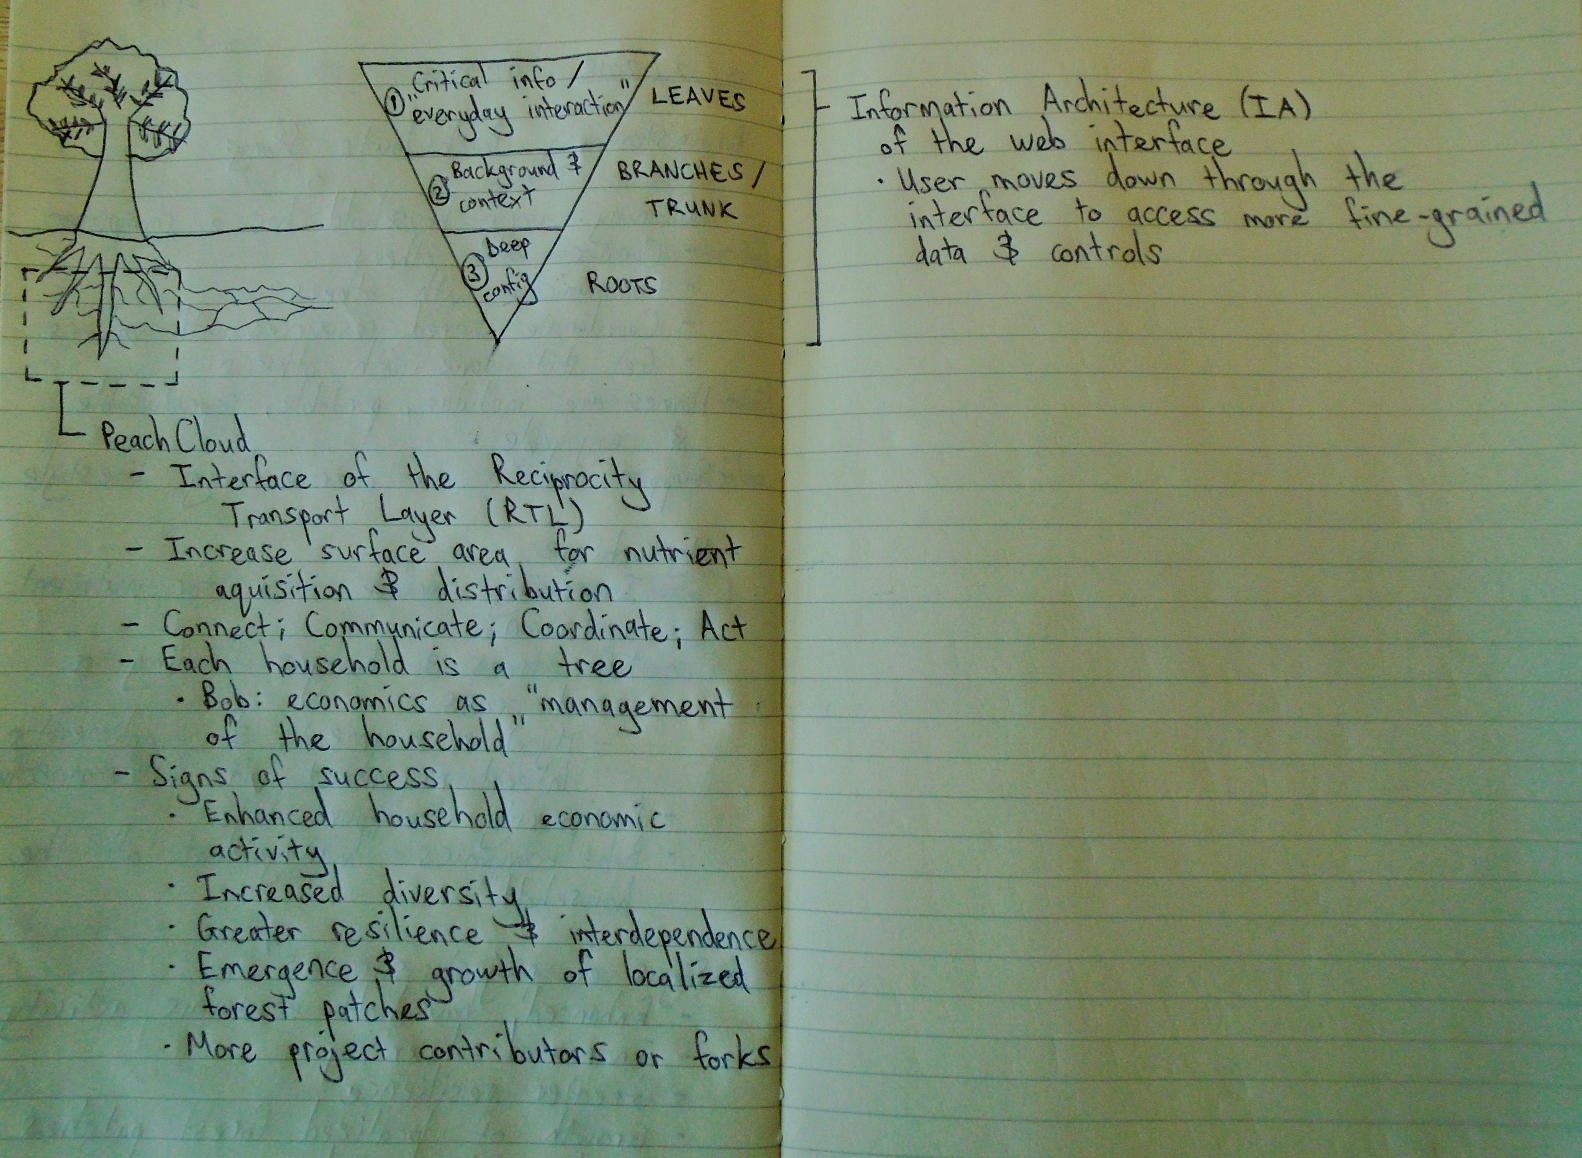 ① Critical info /
"everyday interaction"
LEAVES
② Background &
context
BRANCHES /
TRUNK
③ Deep
config
ROOTS
PeachCloud
- Interface of the Reciprocity
Transport Layer (RTL)
- Increase surface area for nutrient
aquisition & distribution
- Connect; Communicate; Coordinate; Act
- Each household is a tree
· Bob: economics as "management
of the household"
- Signs of success
· Enhanced household economic
activity
· Increased diversity
· Greater resilience & interdependence
· Emergence & growth of localized
forest patches
· More project contributors or forks
- Information Architecture (IA)
of the web interface
· User moves down through the
interface to access more fine-grained
data & controls